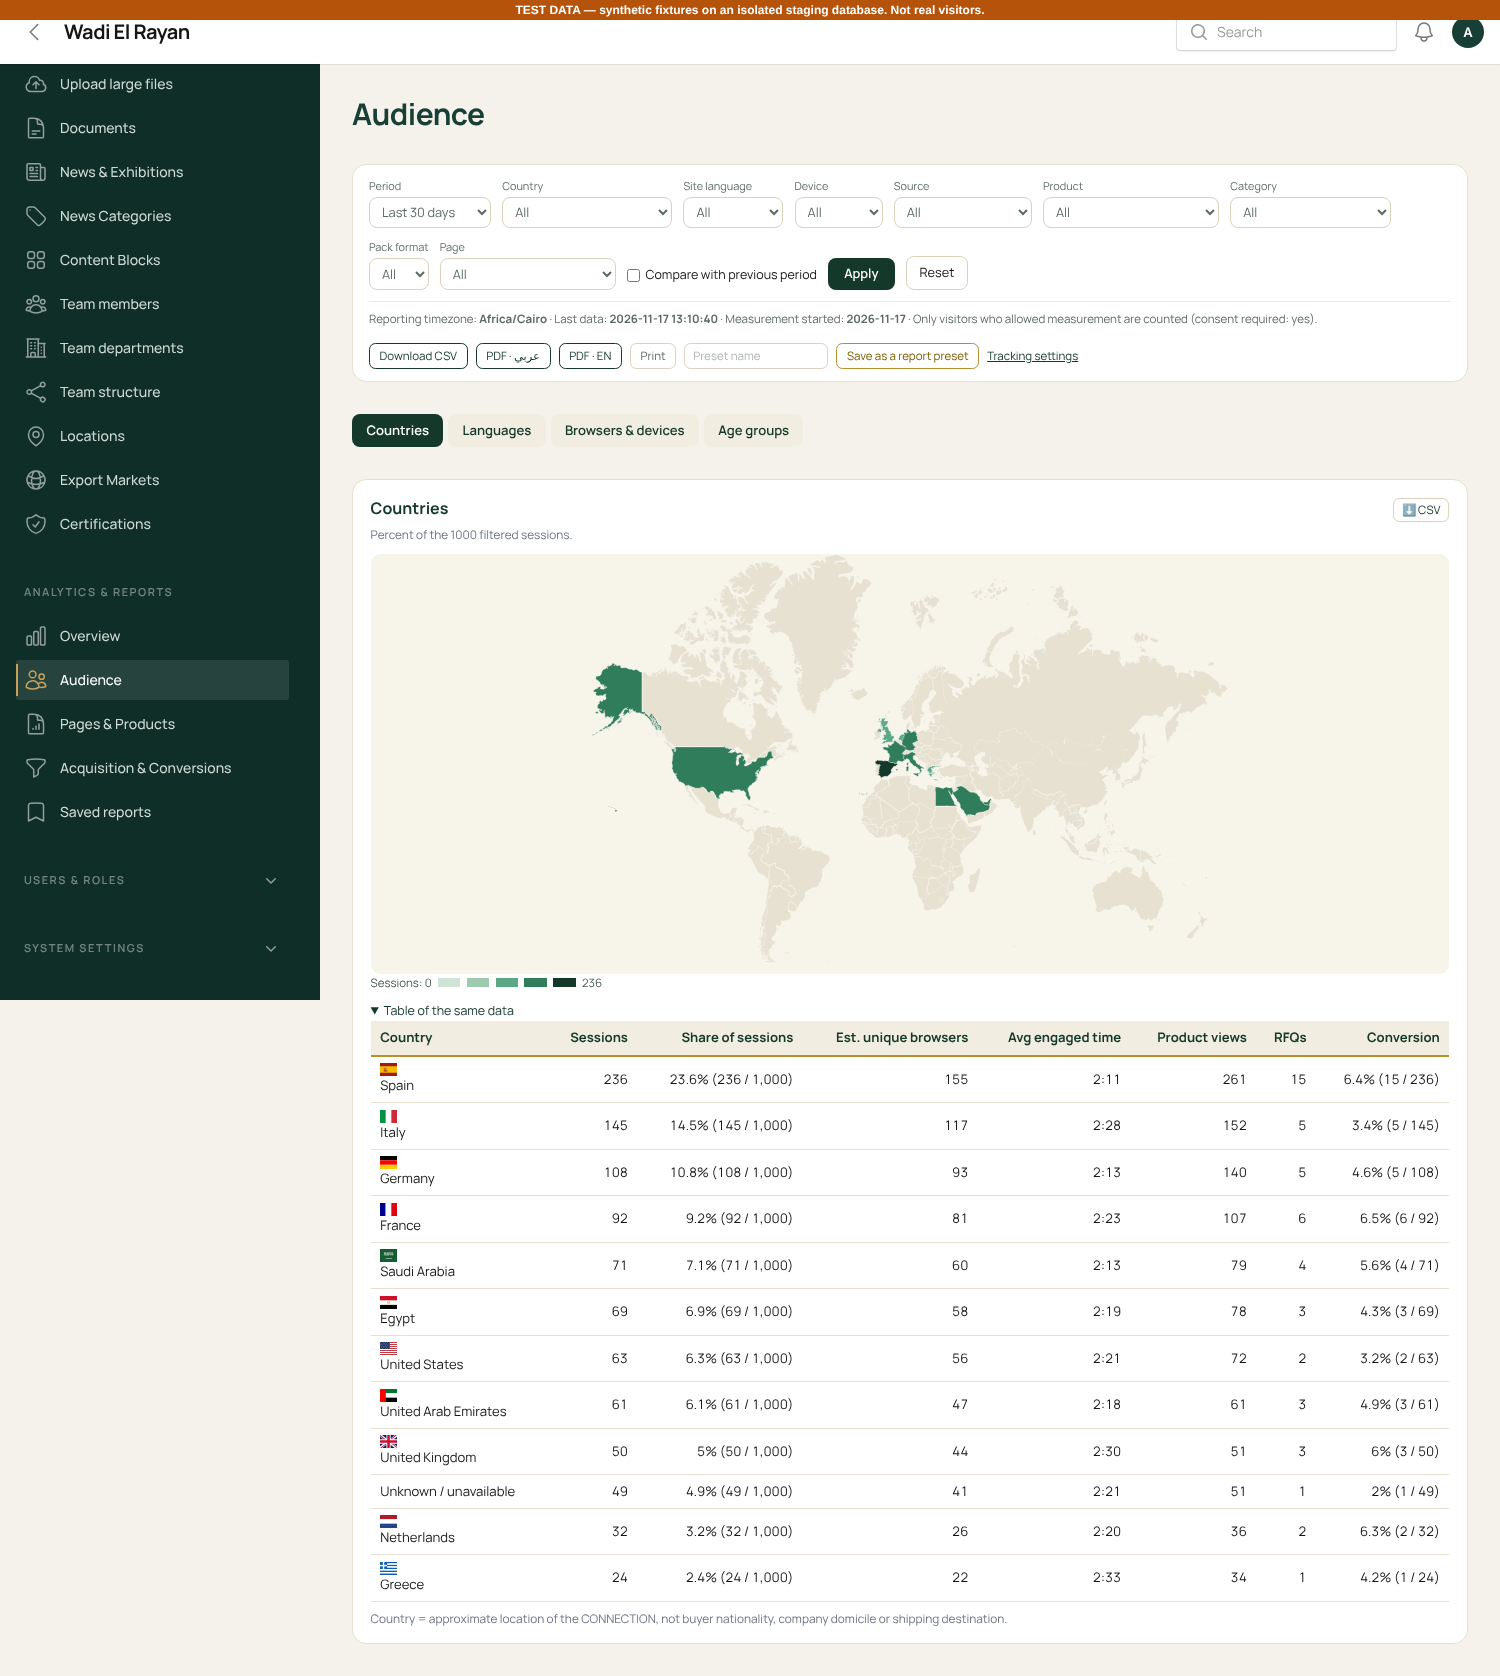 TEST DATA — synthetic fixtures on an isolated staging database. Not real visitors.
Wadi El Rayan
Search
A
Upload large files
Documents
News & Exhibitions
News Categories
Content Blocks
Team members
Team departments
Team structure
Locations
Export Markets
Certifications
ANALYTICS & REPORTS
Overview
Audience
Pages & Products
Acquisition & Conversions
Saved reports
USERS & ROLES
SYSTEM SETTINGS
Audience
Period Country Site language Device Source Product Category
Last 30 days All All All All All All
Pack format Page
All All Compare with previous period Apply Reset
Reporting timezone: Africa/Cairo · Last data: 2026-11-17 13:10:40 · Measurement started: 2026-11-17 · Only visitors who allowed measurement are counted (consent required: yes).
Download CSV PDF · عربي PDF · EN Print Preset name Save as a report preset Tracking settings
Countries Languages Browsers & devices Age groups
Countries
CSV
Percent of the 1000 filtered sessions.
Sessions: 0 236
▼ Table of the same data
Country Sessions Share of sessions Est. unique browsers Avg engaged time Product views RFQs Conversion
Spain 236 23.6% (236 / 1,000) 155 2:11 261 15 6.4% (15 / 236)
Italy 145 14.5% (145 / 1,000) 117 2:28 152 5 3.4% (5 / 145)
Germany 108 10.8% (108 / 1,000) 93 2:13 140 5 4.6% (5 / 108)
France 92 9.2% (92 / 1,000) 81 2:23 107 6 6.5% (6 / 92)
Saudi Arabia 71 7.1% (71 / 1,000) 60 2:13 79 4 5.6% (4 / 71)
Egypt 69 6.9% (69 / 1,000) 58 2:19 78 3 4.3% (3 / 69)
United States 63 6.3% (63 / 1,000) 56 2:21 72 2 3.2% (2 / 63)
United Arab Emirates 61 6.1% (61 / 1,000) 47 2:18 61 3 4.9% (3 / 61)
United Kingdom 50 5% (50 / 1,000) 44 2:30 51 3 6% (3 / 50)
Unknown / unavailable 49 4.9% (49 / 1,000) 41 2:21 51 1 2% (1 / 49)
Netherlands 32 3.2% (32 / 1,000) 26 2:20 36 2 6.3% (2 / 32)
Greece 24 2.4% (24 / 1,000) 22 2:33 34 1 4.2% (1 / 24)
Country = approximate location of the CONNECTION, not buyer nationality, company domicile or shipping destination.